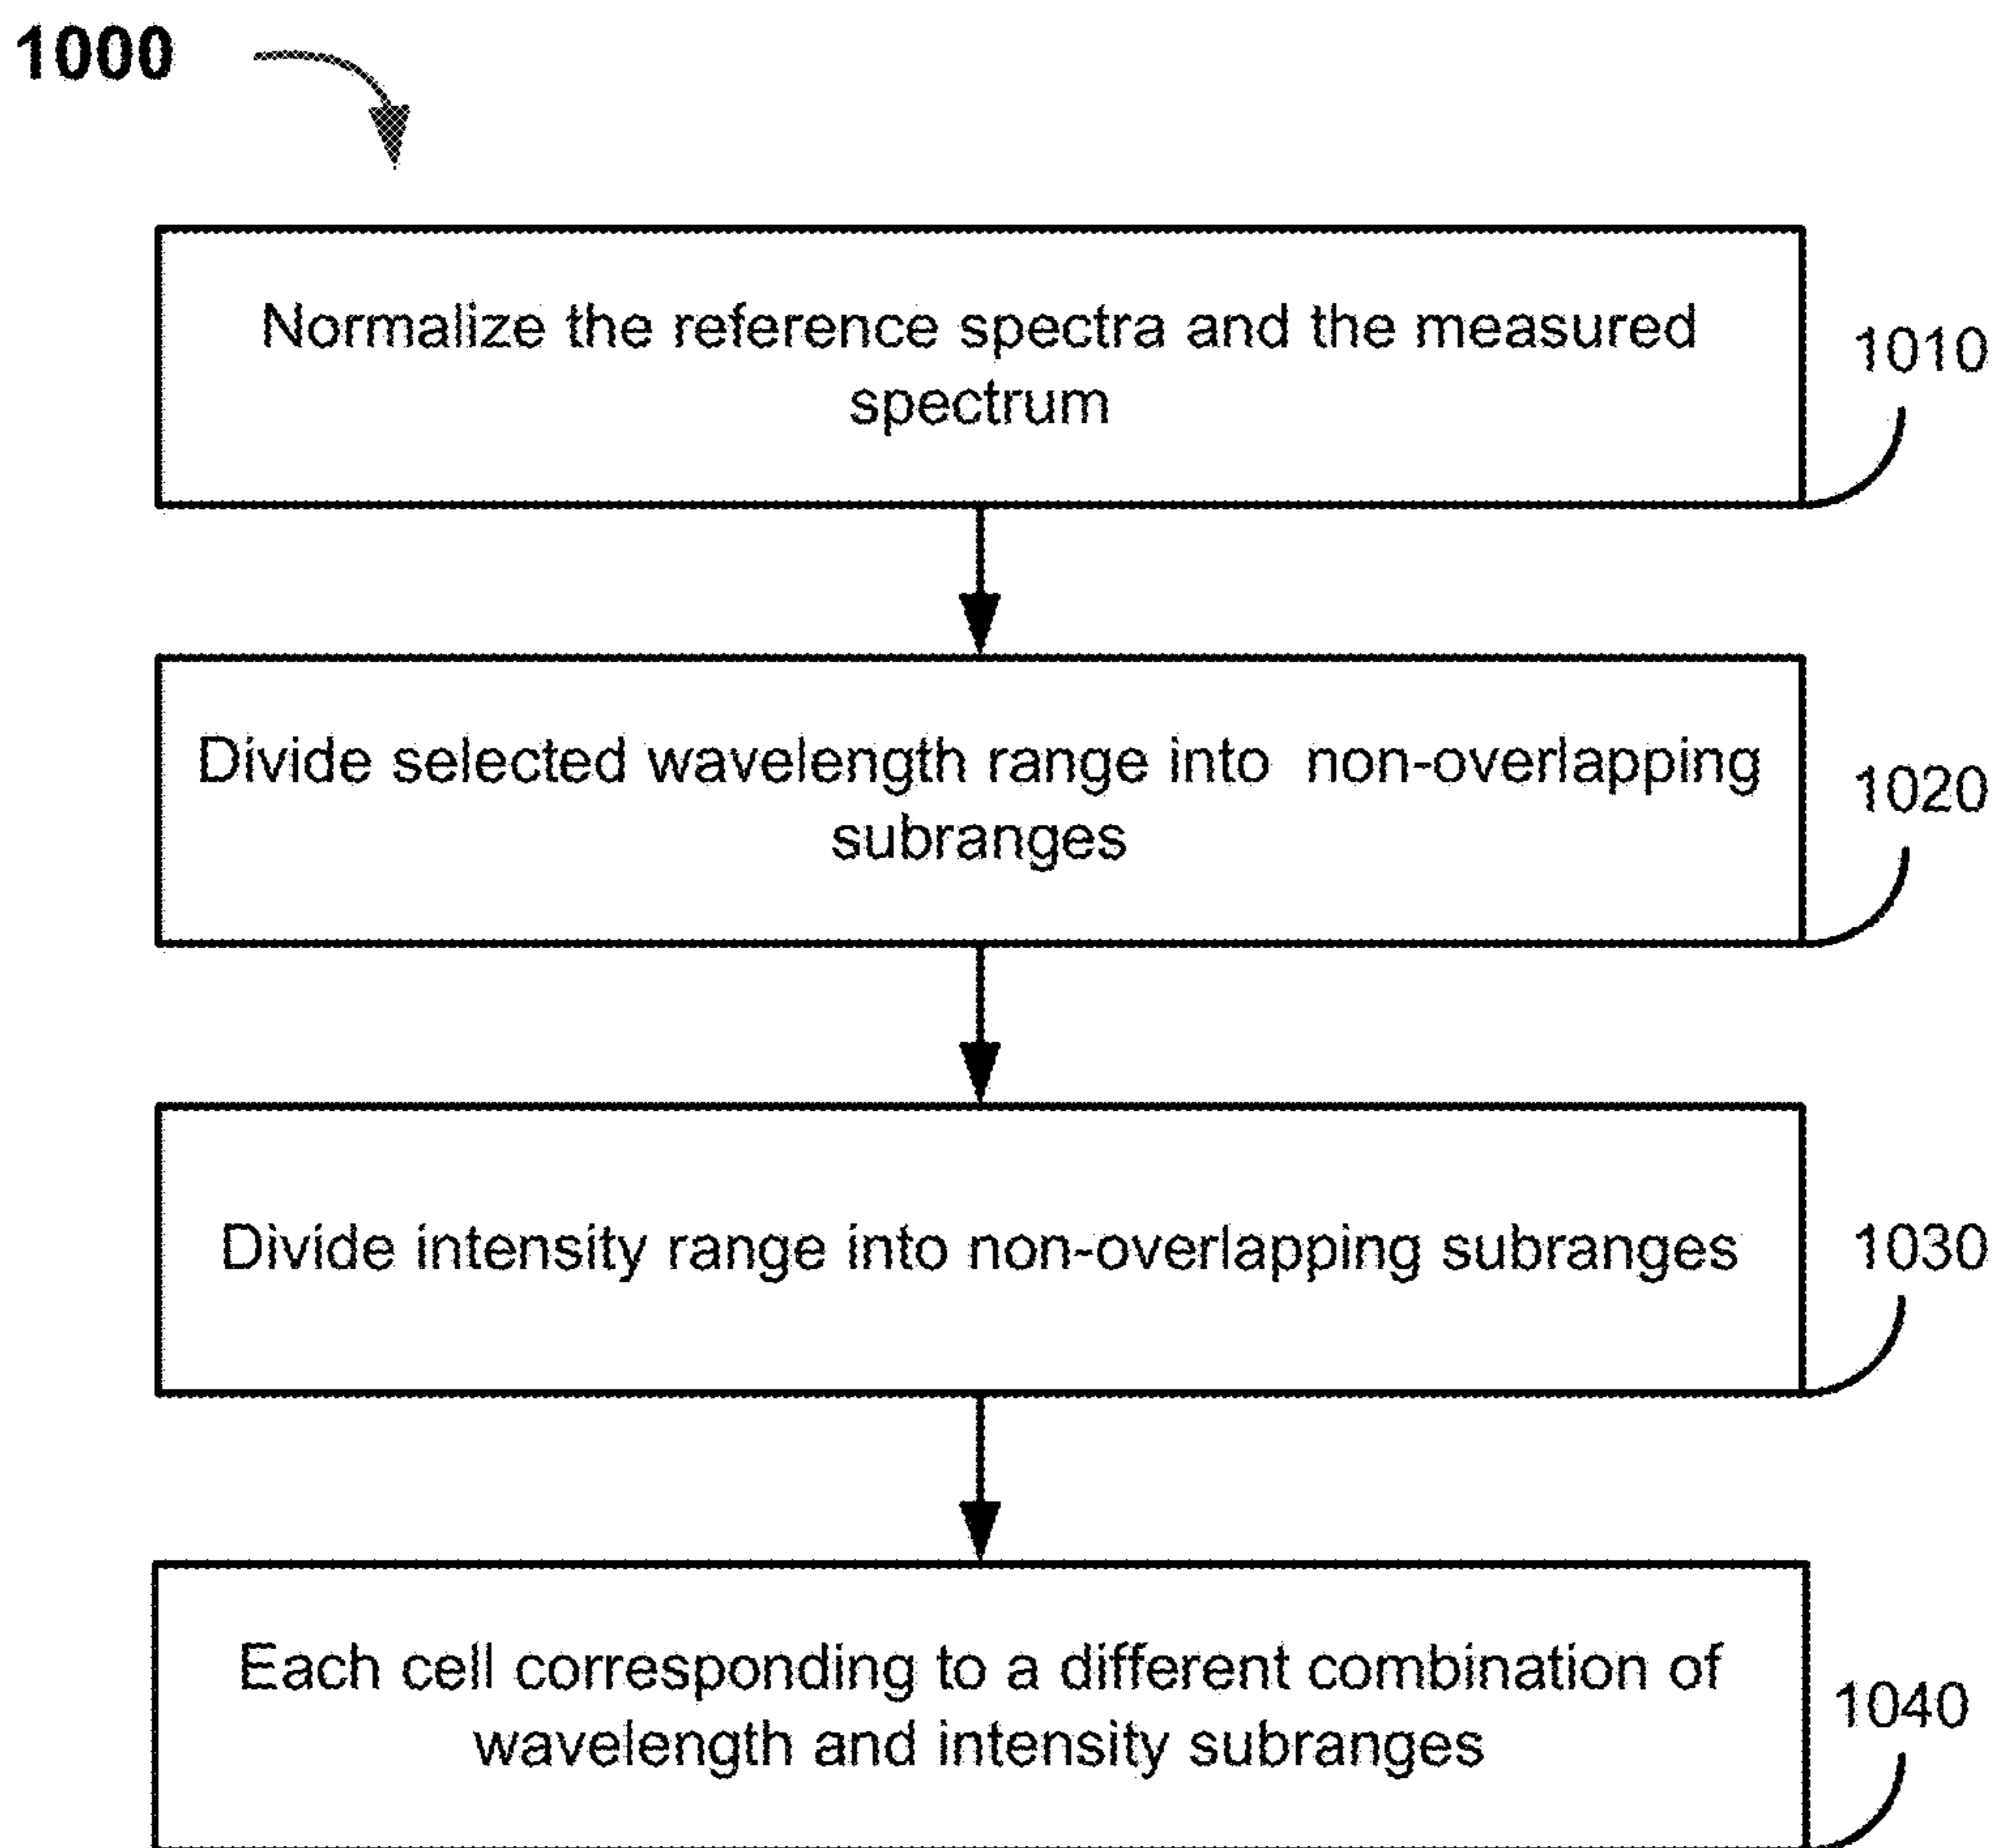 1000
Normalize the reference spectra and the measured
spectrum
1010
Divide selected wavelength range into non-overlapping
subranges
1020
Divide intensity range into non-overlapping subranges
1030
Each cell corresponding to a different combination of
wavelength and intensity subranges
1040